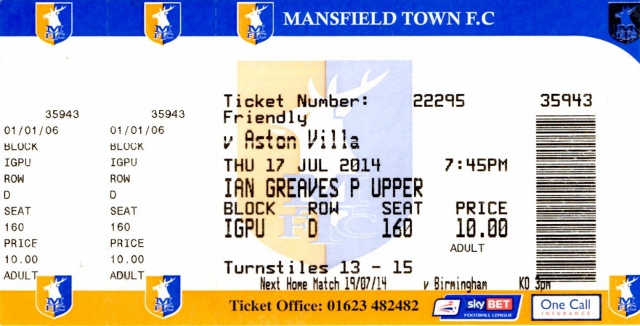 MANSFIELD TOWN F.C
35943
01/01/06
BLOCK
IGPU
ROW
D
SEAT
160
PRICE
10.00
ADULT
35943
01/01/06
BLOCK
IGPU
ROW
D
SEAT
160
PRICE
10.00
ADULT
Ticket Number: 22295 35943
Friendly
v Aston Villa
THU 17 JUL 2014 7:45PM
IAN GREAVES P UPPER
BLOCK ROW SEAT PRICE
IGPU D 160 10.00
ADULT
Turnstiles 13 - 15
Next Home Match 19/07/14 v Birmingham KO 3pm
Ticket Office: 01623 482482
sky BET
FOOTBALL LEAGUE
One Call
INSURANCE